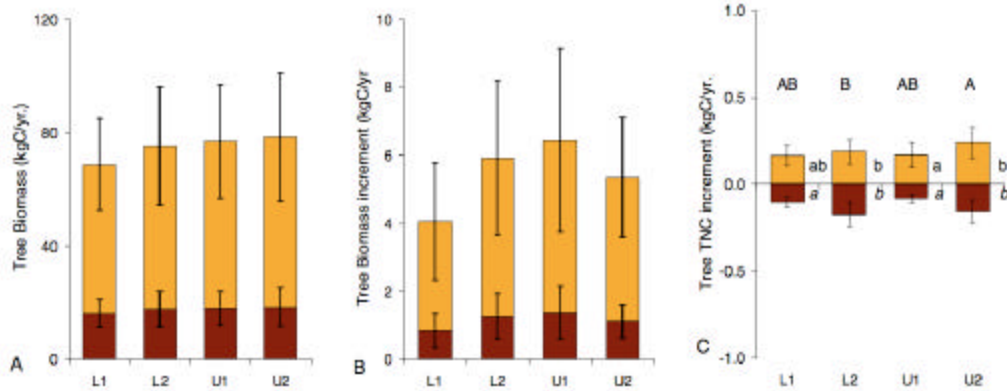 Tree Biomass (kgC/yr.)
120
80
40
0
L1 L2 U1 U2
A
Tree Biomass increment (kgC/yr
10
8
6
4
2
0
L1 L2 U1 U2
B
Tree TNC increment (kgC/yr.
1.0
0.5
0.0
-0.5
-1.0
AB B AB A
ab b a b
a b a b
L1 L2 U1 U2
C